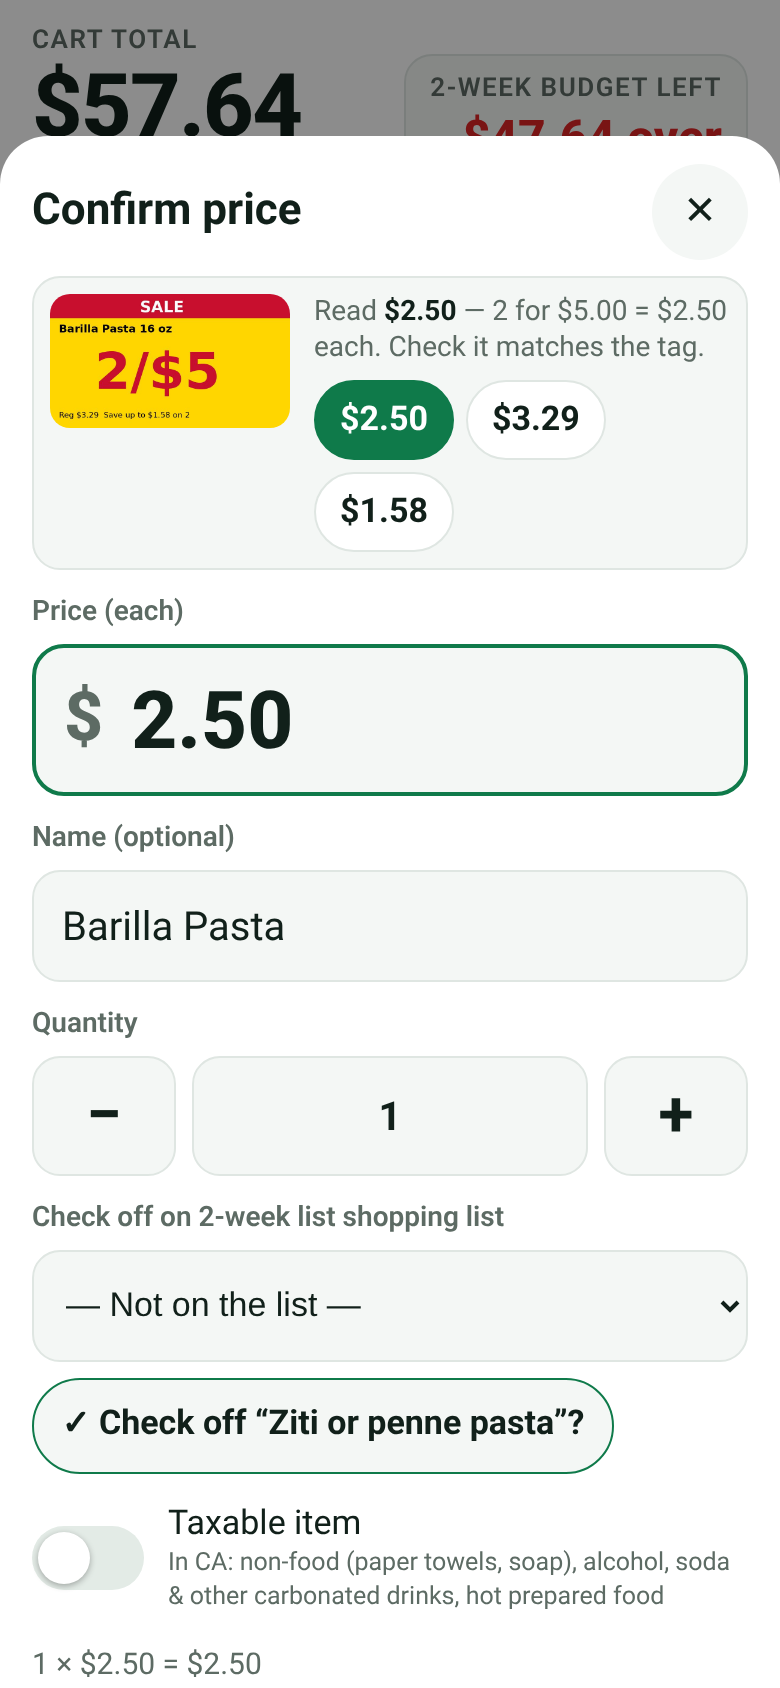 CART TOTAL
$57.64
2-WEEK BUDGET LEFT
$47.64 over
Confirm price
✕
SALE
Barilla Pasta 16 oz
2/$5
Reg $3.29 Save up to $1.58 on 2
Read $2.50 — 2 for $5.00 = $2.50
each. Check it matches the tag.
$2.50
$3.29
$1.58
Price (each)
$ 2.50
Name (optional)
Barilla Pasta
Quantity
− 1 +
Check off on 2-week list shopping list
— Not on the list —
✓ Check off “Ziti or penne pasta”?
Taxable item
In CA: non-food (paper towels, soap), alcohol, soda
& other carbonated drinks, hot prepared food
1 × $2.50 = $2.50